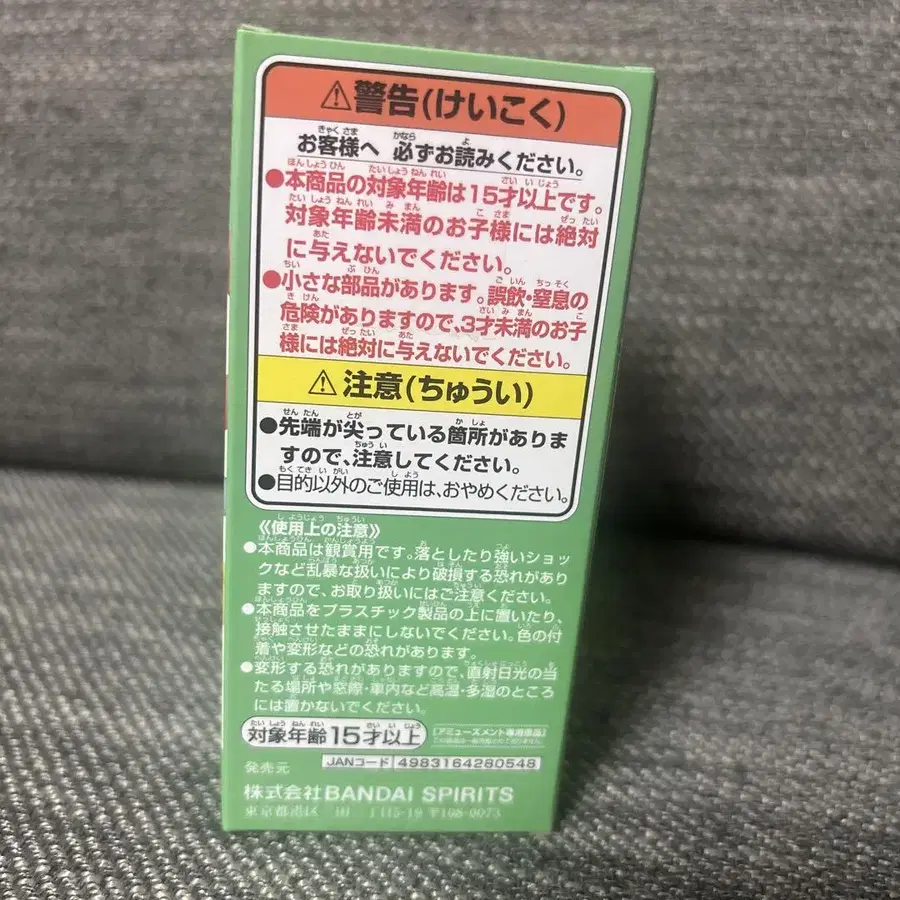 ⚠警告(けいこく)
お客様へ 必ずお読みください。
●本商品の対象年齢は15才以上です。
対象年齢未満のお子様には絶対
に与えないでください。
●小さな部品があります。誤飲・窒息の
危険がありますので、3才未満のお子
様には絶対に与えないでください。
⚠注意(ちゅうい)
●先端が尖っている箇所がありま
すので、注意してください。
●目的以外のご使用は、おやめください。
《使用上の注意》
●本商品は観賞用です。落としたり強いショッ
クなど乱暴な扱いにより破損する恐れがあり
ますので、お取り扱いにはご注意ください。
●本商品をプラスチック製品の上に置いたり、
接触させたままにしないでください。色の付
着や変形などの恐れがあります。
●変形する恐れがありますので、直射日光の当
たる場所や窓際・車内など高温・多湿のところ
には置かないでください。
対象年齢15才以上
[アミューズメント専用景品]
JANコード 4983164280548
発売元
株式会社BANDAI SPIRITS
東京都港区 5-19 〒108-0073